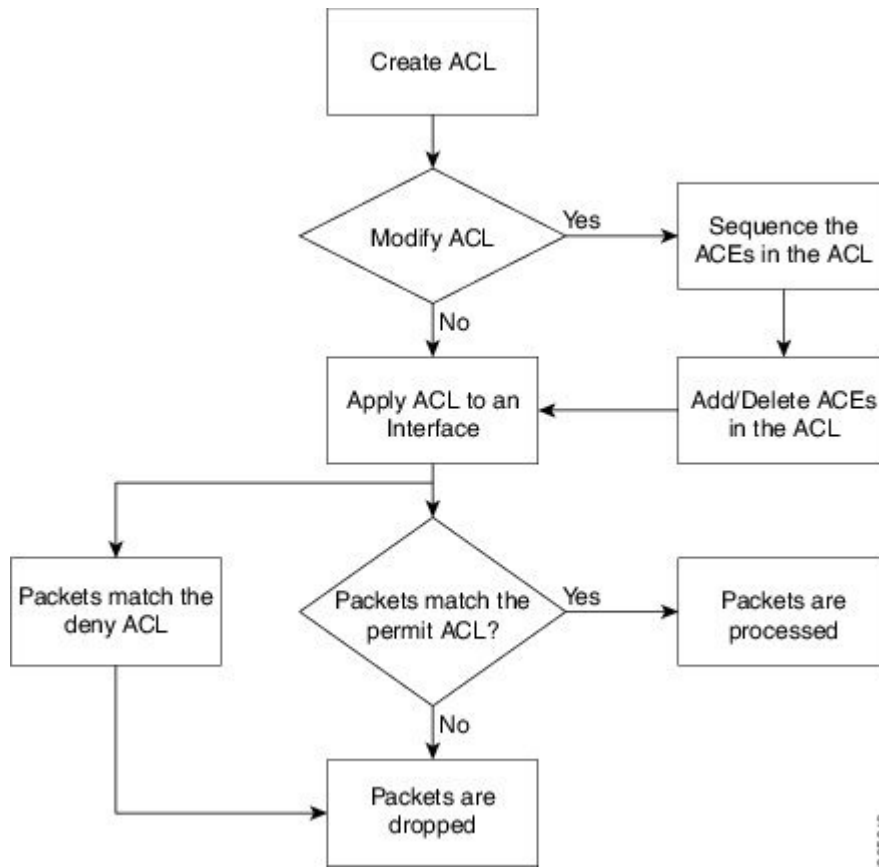 Create ACL
Modify ACL
Yes
Sequence the
ACEs in the ACL
No
Apply ACL to an
Interface
Add/Delete ACEs
in the ACL
Packets match the
deny ACL
Packets match the
permit ACL?
Yes
Packets are
processed
No
Packets are
dropped